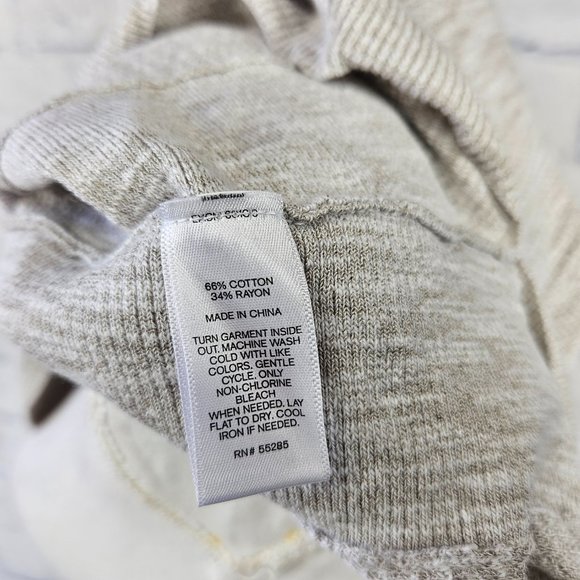 66% COTTON
34% RAYON
MADE IN CHINA
TURN GARMENT INSIDE
OUT. MACHINE WASH
COLD WITH LIKE
COLORS. GENTLE
CYCLE. ONLY
NON-CHLORINE
BLEACH
WHEN NEEDED. LAY
FLAT TO DRY. COOL
IRON IF NEEDED.
RN# 55285